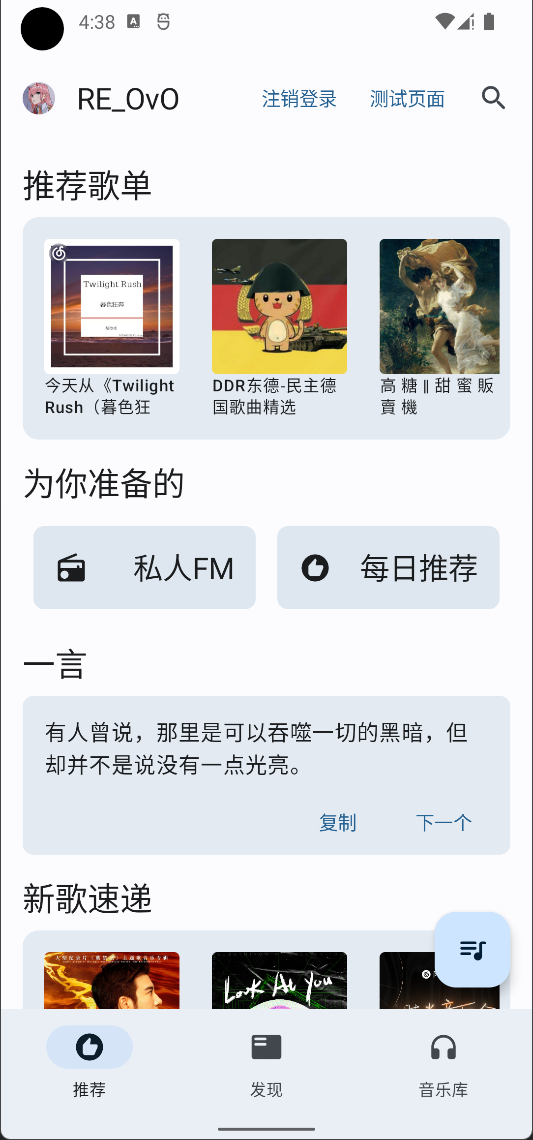 4:38
RE_OvO
注销登录
测试页面
推荐歌单
Twilight Rush
暮色狂奔
今天从《Twilight
Rush（暮色狂
DDR东德-民主德
国歌曲精选
高 糖 ‖ 甜 蜜 販
賣 機
为你准备的
私人FM
每日推荐
一言
有人曾说，那里是可以吞噬一切的黑暗，但
却并不是说没有一点光亮。
复制
下一个
新歌速递
Look At You
推荐
发现
音乐库